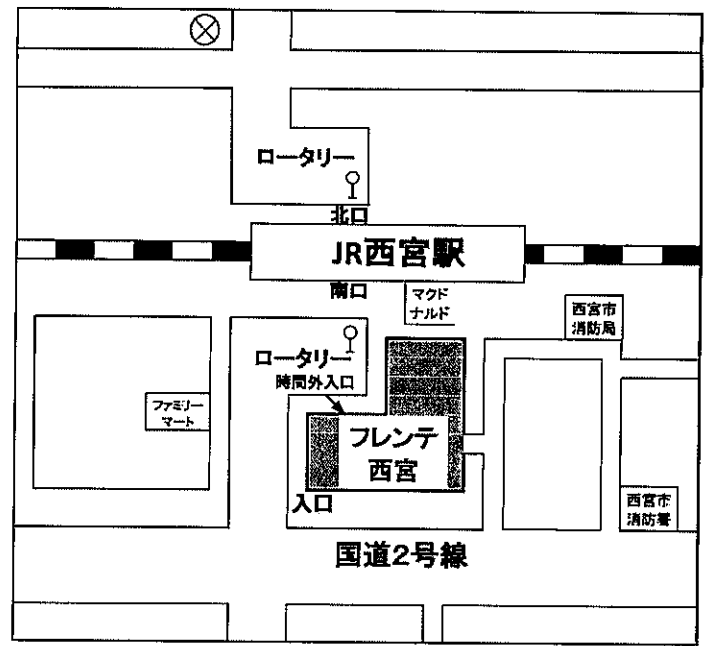 ロータリー
北口
JR西宮駅
南口
マクド
ナルド
西宮市
消防局
ロータリー
時間外入口
ファミリー
マート
フレンテ
西宮
入口
西宮市
消防署
国道2号線